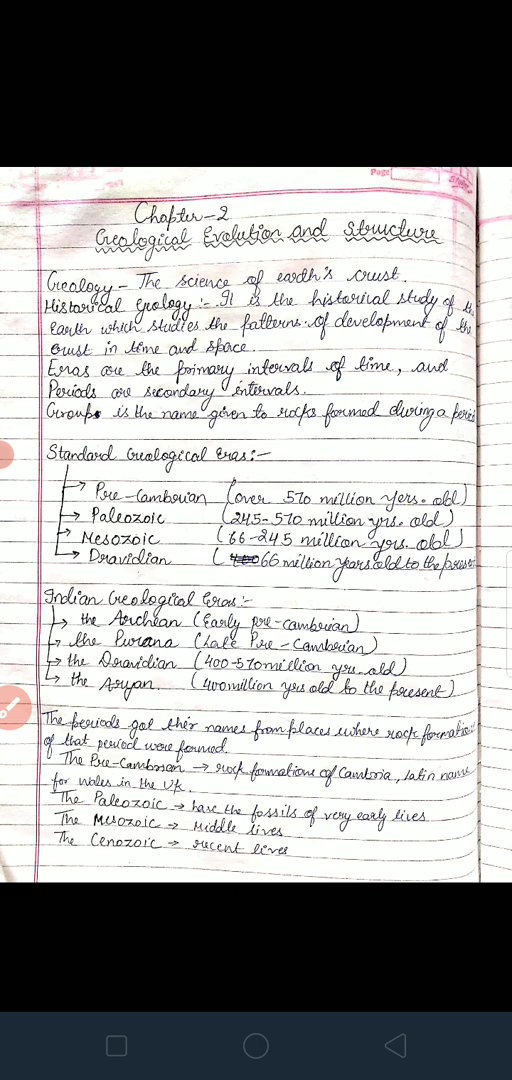 Page
Chapter-2
Geological Evolution and Structure
Geology - The science of earth's crust.
Historical geology :- It is the historical study of the
Earth which studies the patterns of development of the
crust in time and space.
Eras are the primary intervals of time, and
Periods are secondary intervals.
Group is the name given to rocks formed during a period
Standard Geological Eras:-
→ Pre-Cambrian (over 570 million yers. old)
→ Paleozoic (245-570 million yrs. old)
→ Mesozoic (66-245 million yrs. old)
→ Dravidian (66 million years old to the present
Indian Geological Eras:-
→ the Archean (Early pre-cambrian)
→ the Purana (Late Pre-Cambrian)
→ the Dravidian (400-570 million yrs. old)
→ the Aryan. (400 million yrs old to the present)
The periods got their names from places where rock formation
of that period were formed.
The Pre-Cambrian → rock formations of Cambria, latin name
for Wales in the UK.
The Paleozoic → have the fossils of very early lives
The Mesozoic → middle lives
The Cenozoic → recent lives